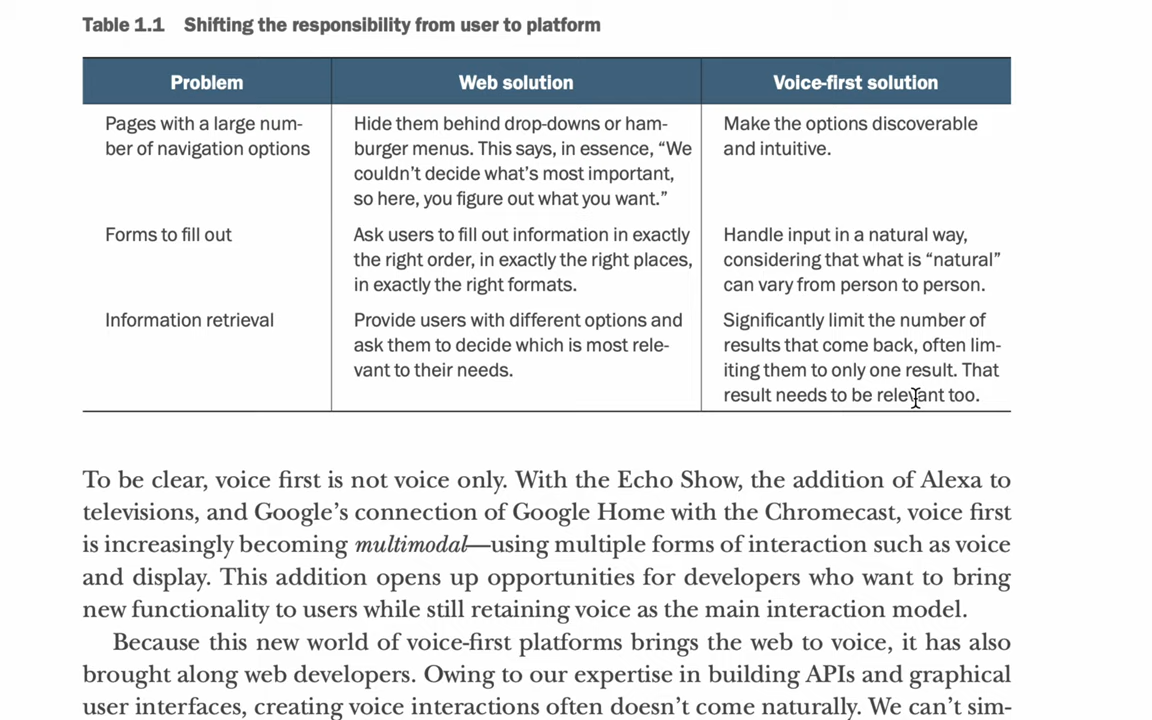 Table 1.1 Shifting the responsibility from user to platform
Problem Web solution Voice-first solution
Pages with a large num-
ber of navigation options
Hide them behind drop-downs or ham-
burger menus. This says, in essence, “We
couldn’t decide what’s most important,
so here, you figure out what you want.”
Make the options discoverable
and intuitive.
Forms to fill out
Ask users to fill out information in exactly
the right order, in exactly the right places,
in exactly the right formats.
Handle input in a natural way,
considering that what is “natural”
can vary from person to person.
Information retrieval
Provide users with different options and
ask them to decide which is most rele-
vant to their needs.
Significantly limit the number of
results that come back, often lim-
iting them to only one result. That
result needs to be relevant too.
To be clear, voice first is not voice only. With the Echo Show, the addition of Alexa to
televisions, and Google’s connection of Google Home with the Chromecast, voice first
is increasingly becoming multimodal—using multiple forms of interaction such as voice
and display. This addition opens up opportunities for developers who want to bring
new functionality to users while still retaining voice as the main interaction model.
Because this new world of voice-first platforms brings the web to voice, it has also
brought along web developers. Owing to our expertise in building APIs and graphical
user interfaces, creating voice interactions often doesn’t come naturally. We can’t sim-